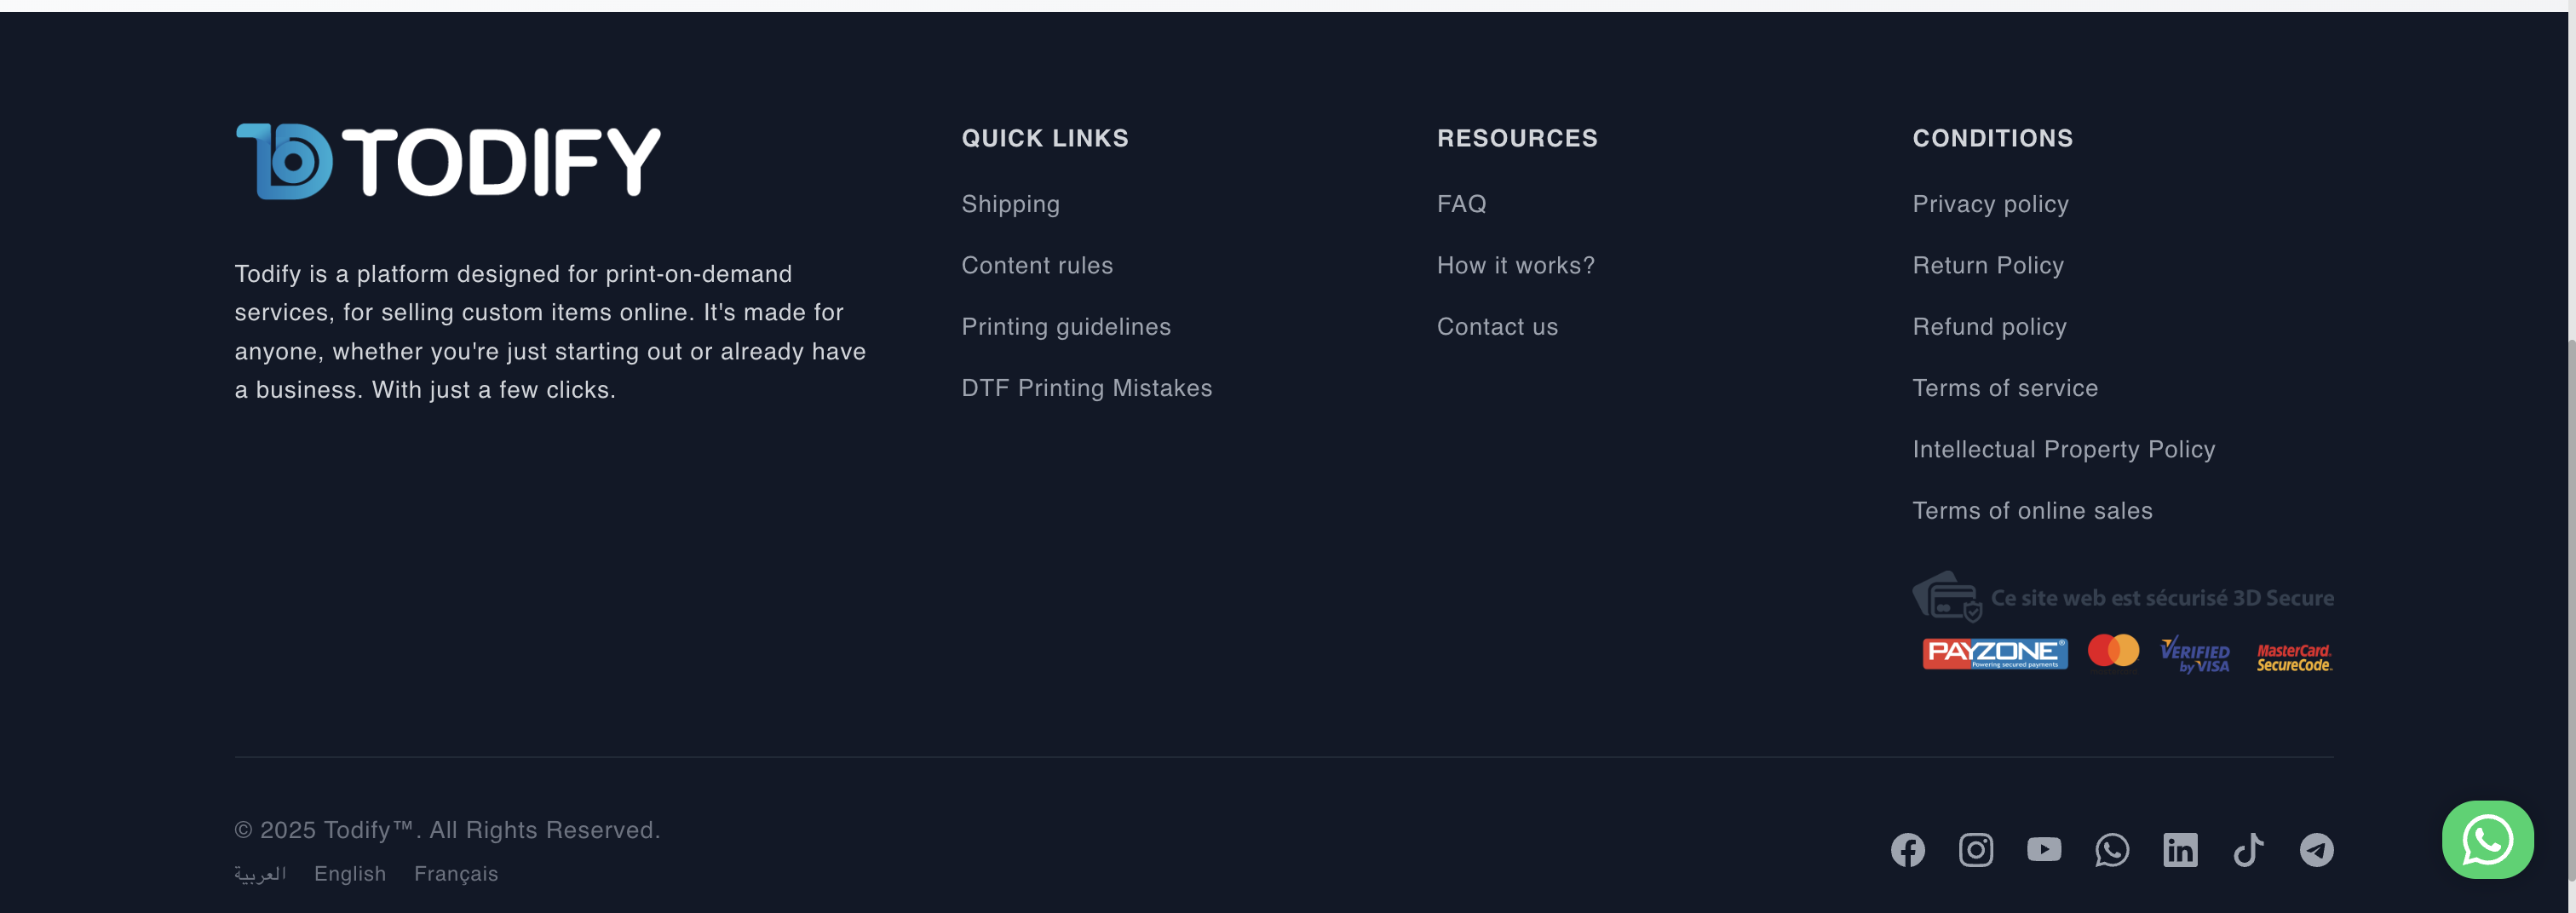 TODIFY
Todify is a platform designed for print-on-demand
services, for selling custom items online. It's made for
anyone, whether you're just starting out or already have
a business. With just a few clicks.
QUICK LINKS
Shipping
Content rules
Printing guidelines
DTF Printing Mistakes
RESOURCES
FAQ
How it works?
Contact us
CONDITIONS
Privacy policy
Return Policy
Refund policy
Terms of service
Intellectual Property Policy
Terms of online sales
Ce site web est sécurisé 3D Secure
PAYZONE®
Powering secured payments
VERIFIED
by VISA
MasterCard.
SecureCode.
© 2025 Todify™. All Rights Reserved.
العربية English Français